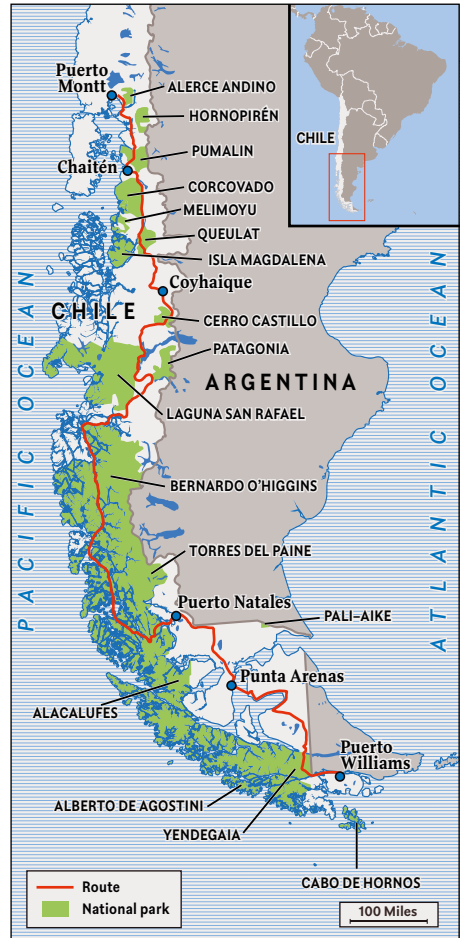 Puerto
Montt
ALERCE ANDINO
HORNOPIRÉN
CHILE
PUMALIN
Chaitén
CORCOVADO
MELIMOYU
QUEULAT
ISLA MAGDALENA
Coyhaique
CHILE
CERRO CASTILLO
PATAGONIA
ARGENTINA
LAGUNA SAN RAFAEL
PACIFIC OCEAN
ATLANTIC OCEAN
BERNARDO O’HIGGINS
TORRES DEL PAINE
Puerto Natales
PALI–AIKE
Punta Arenas
ALACALUFES
Puerto
Williams
ALBERTO DE AGOSTINI
YENDEGAIA
CABO DE HORNOS
Route
National park
100 Miles